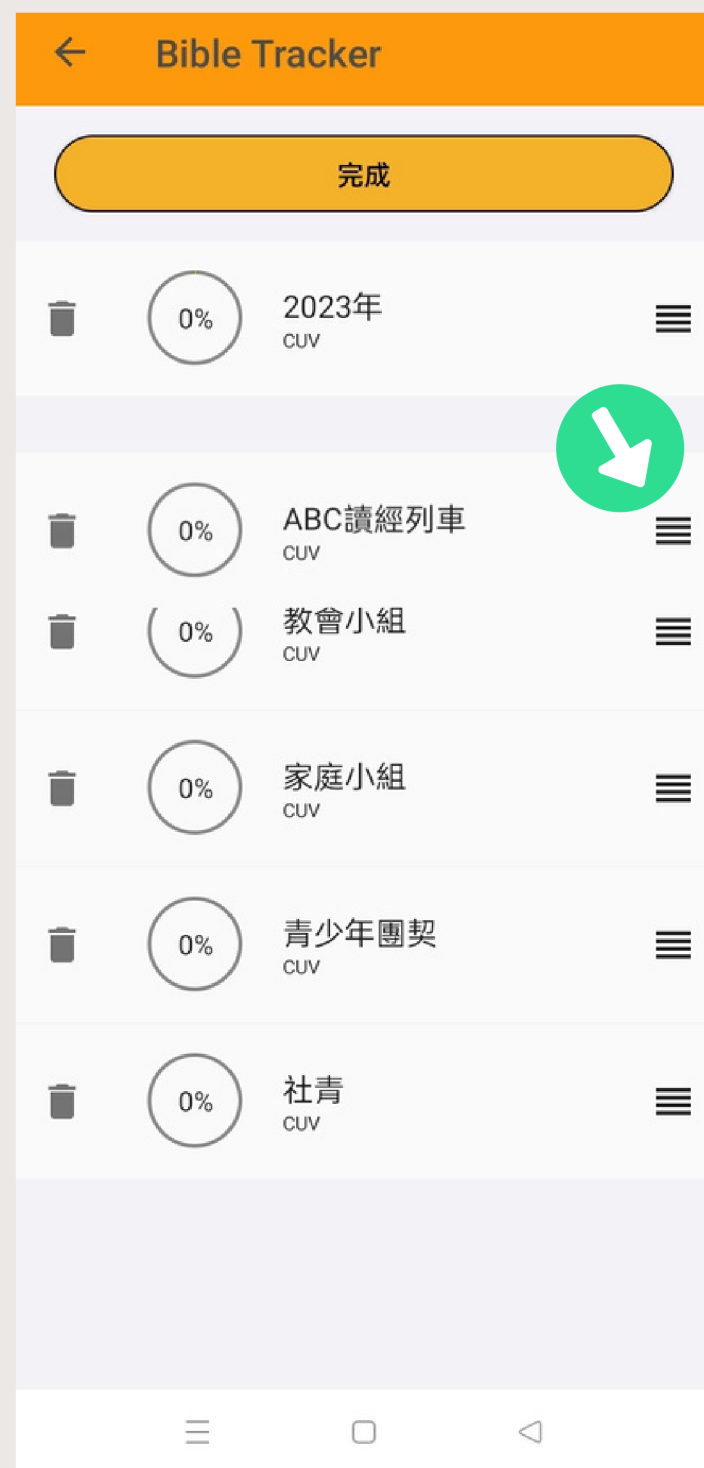 Bible Tracker
完成
0%
2023年
CUV
0%
ABC讀經列車
CUV
0%
教會小組
CUV
0%
家庭小組
CUV
0%
青少年團契
CUV
0%
社青
CUV